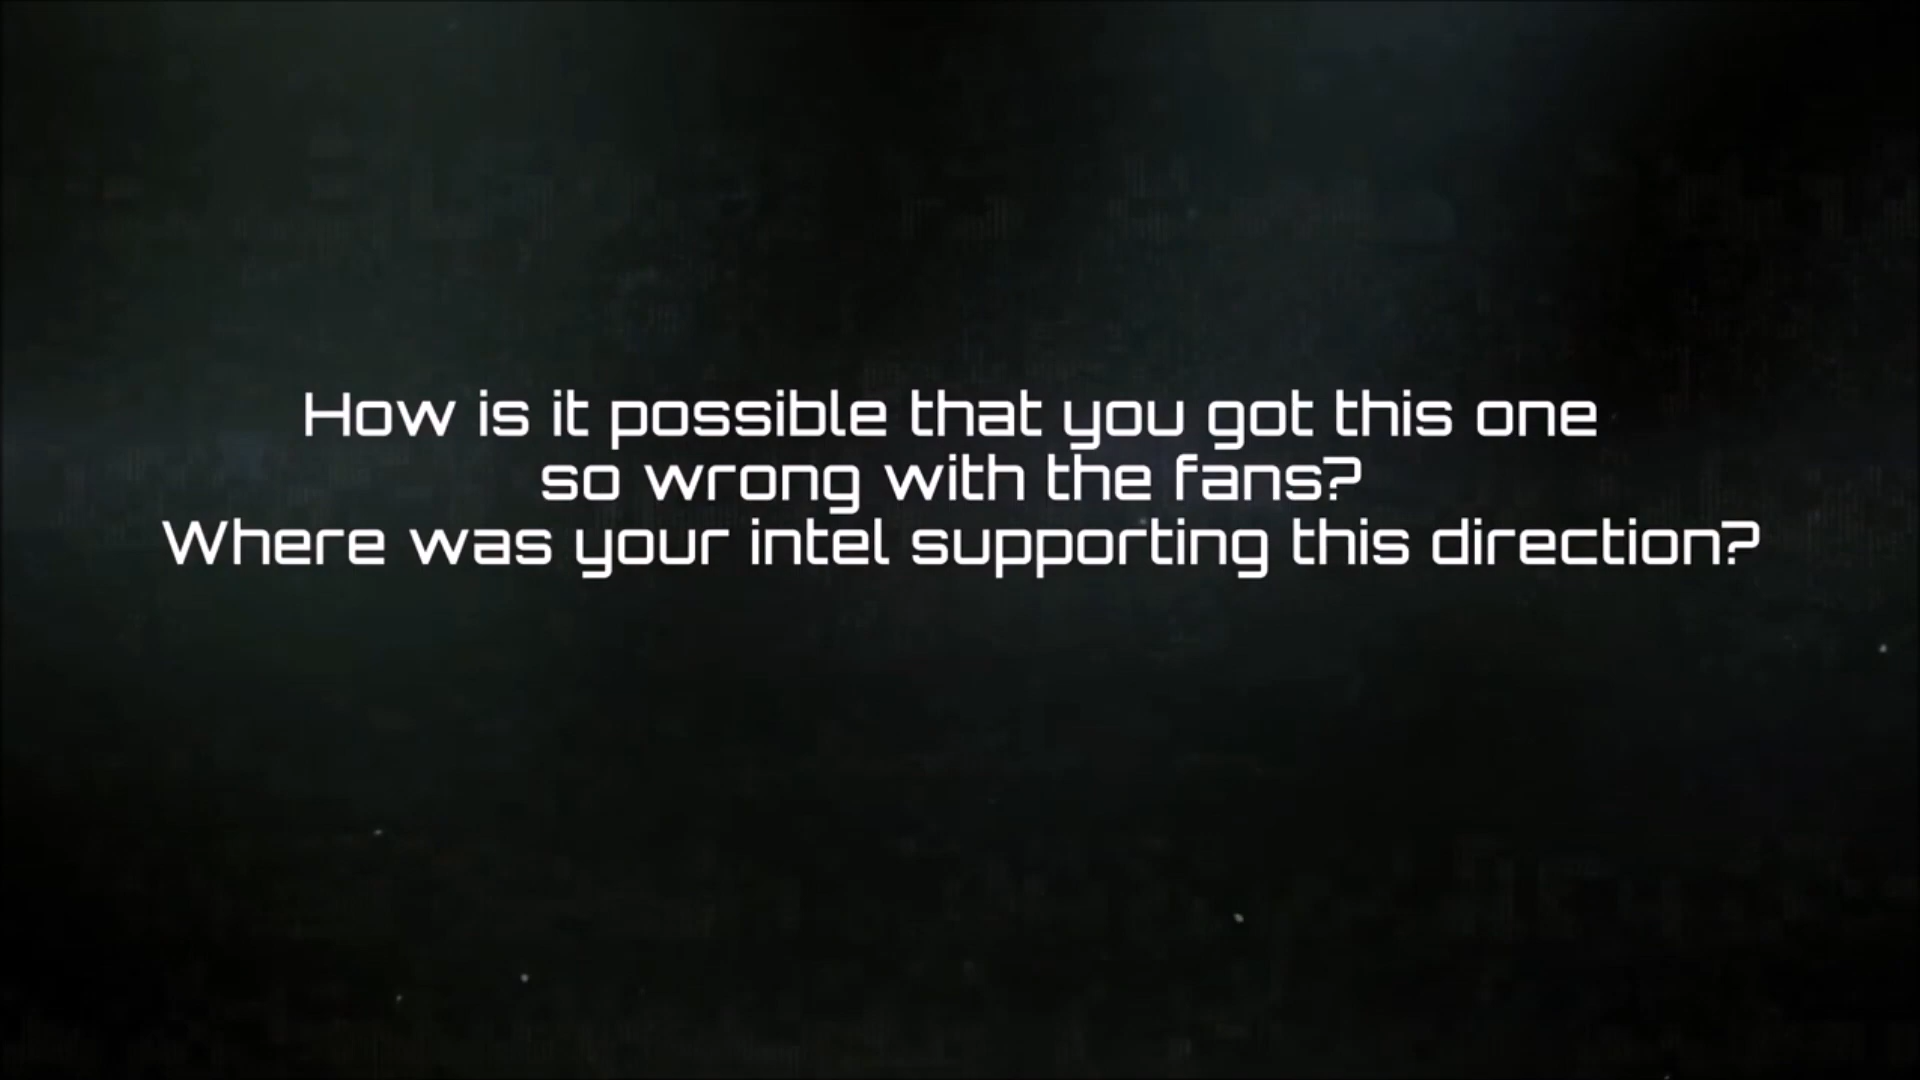 How is it possible that you got this one
so wrong with the fans?
Where was your intel supporting this direction?